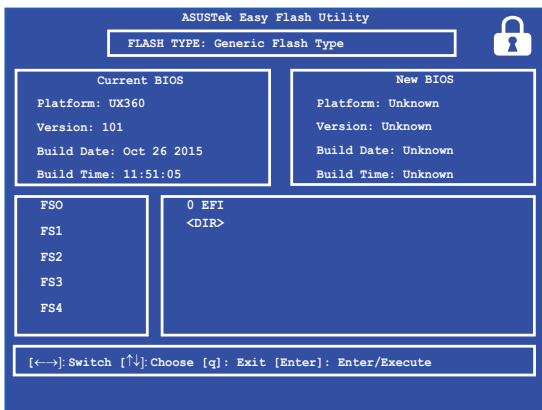 ASUSTek Easy Flash Utility
FLASH TYPE: Generic Flash Type
Current BIOS
Platform: UX360
Version: 101
Build Date: Oct 26 2015
Build Time: 11:51:05
New BIOS
Platform: Unknown
Version: Unknown
Build Date: Unknown
Build Time: Unknown
FSO
FS1
FS2
FS3
FS4
0 EFI
<DIR>
[←→]: Switch [↑↓]: Choose [q]: Exit [Enter]: Enter/Execute